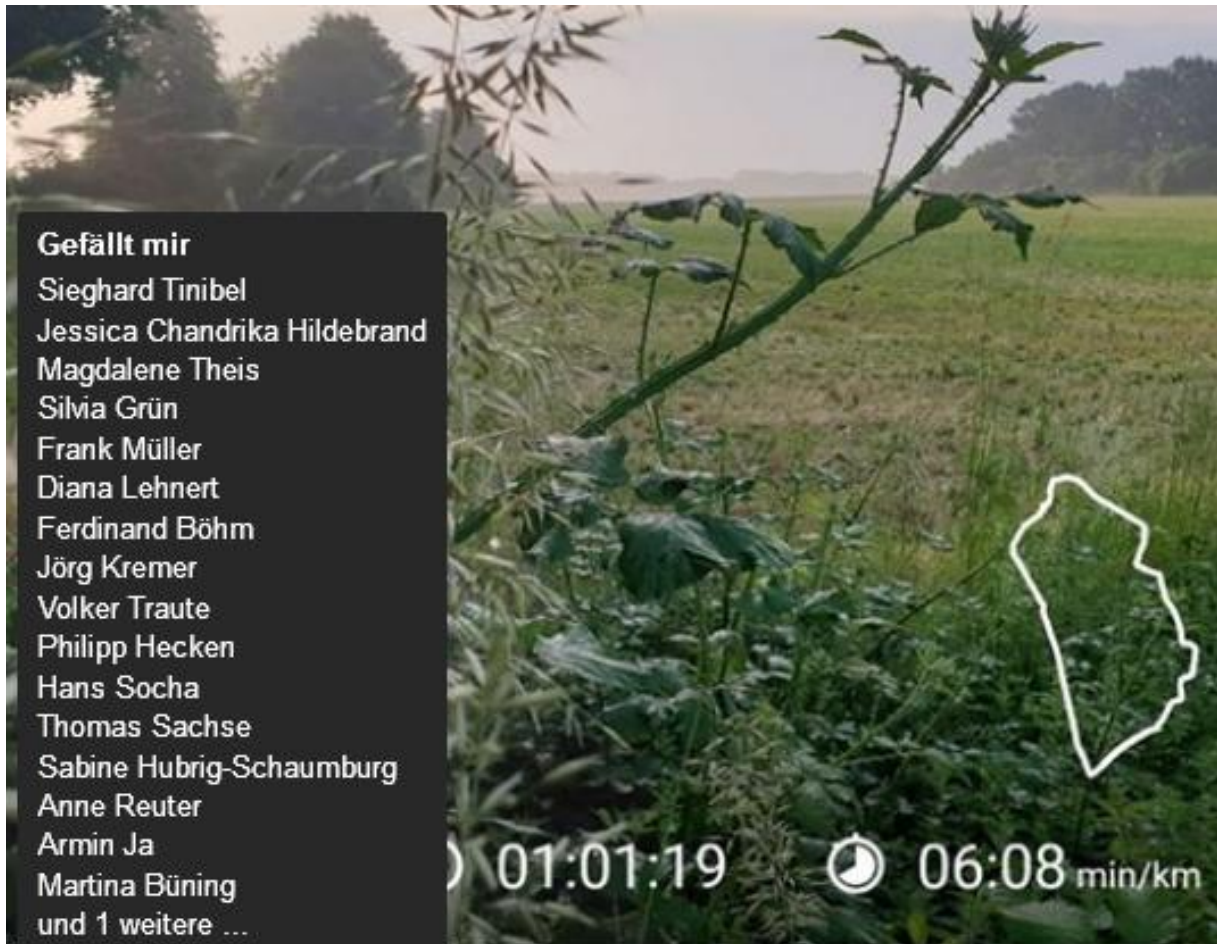 Gefällt mir
Sieghard Tinibel
Jessica Chandrika Hildebrand
Magdalene Theis
Silvia Grün
Frank Müller
Diana Lehnert
Ferdinand Böhm
Jörg Kremer
Volker Traute
Philipp Hecken
Hans Socha
Thomas Sachse
Sabine Hubrig-Schaumburg
Anne Reuter
Armin Ja
Martina Büning
und 1 weitere ...
01:01:19 06:08 min/km